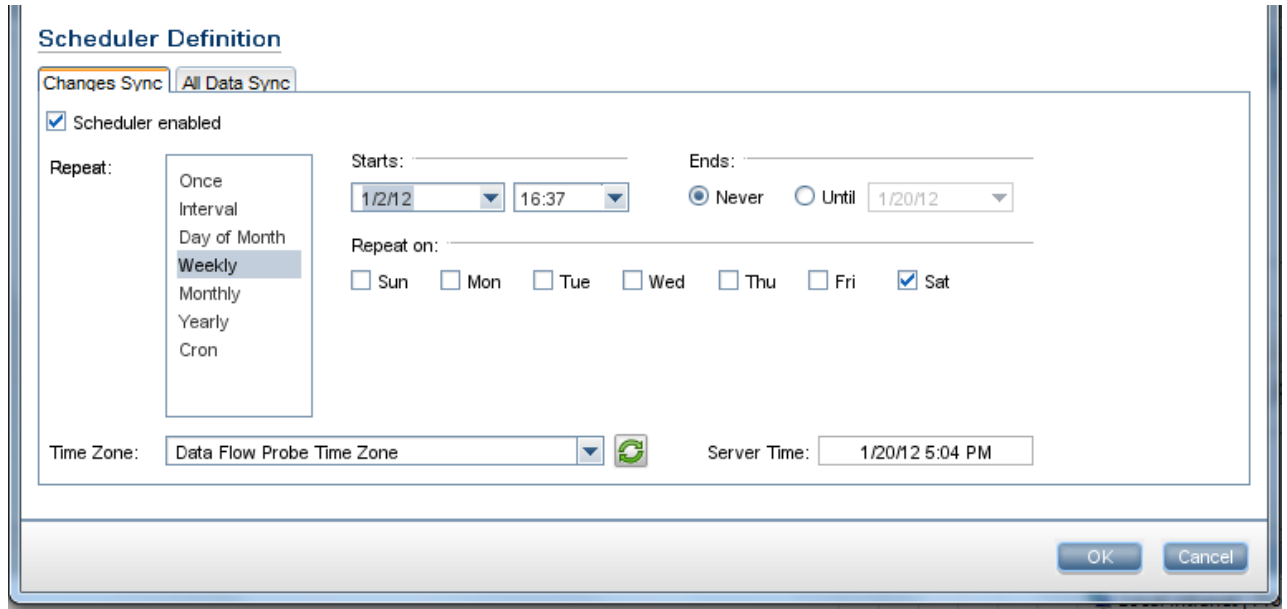 Scheduler Definition
Changes Sync All Data Sync
Scheduler enabled
Repeat:
Once
Interval
Day of Month
Weekly
Monthly
Yearly
Cron
Starts:
1/2/12 16:37
Ends:
Never Until 1/20/12
Repeat on:
Sun Mon Tue Wed Thu Fri Sat
Time Zone: Data Flow Probe Time Zone
Server Time: 1/20/12 5:04 PM
OK Cancel